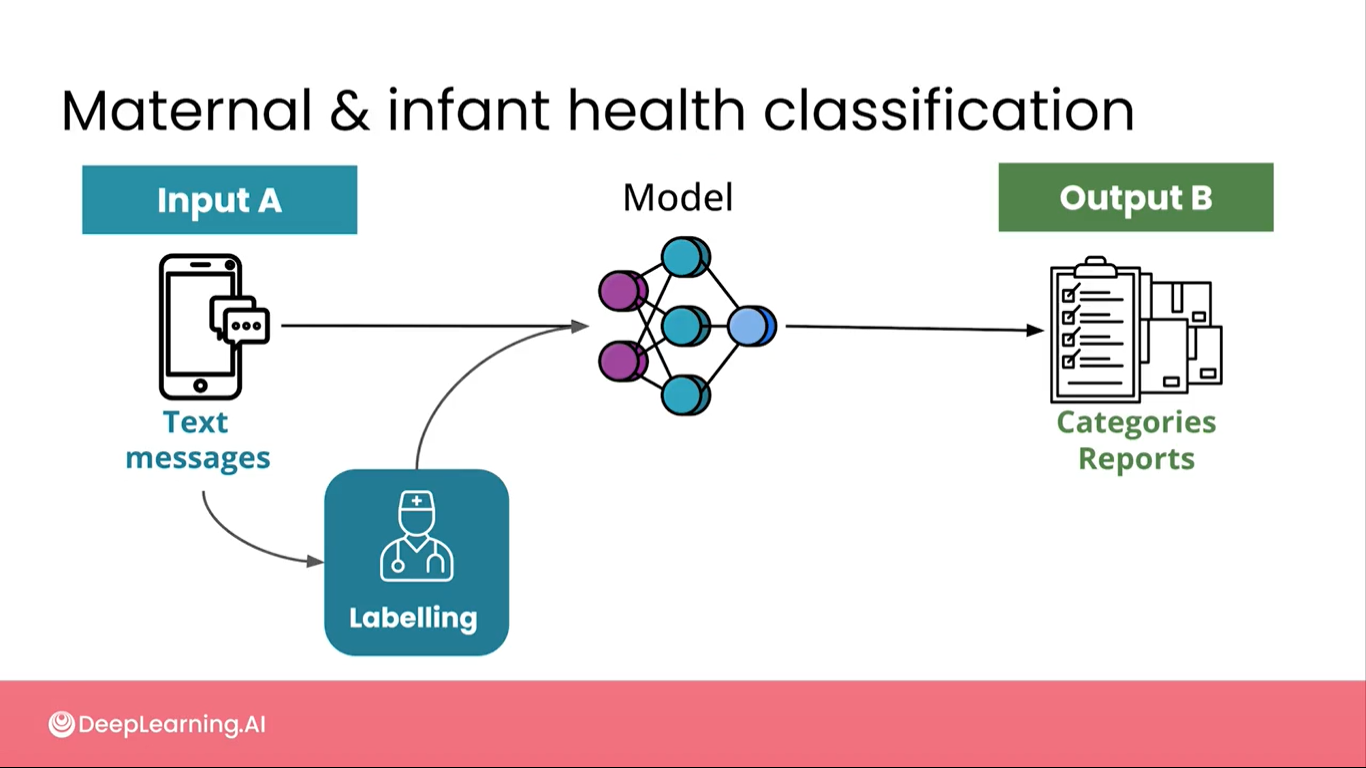 Maternal & infant health classification
Input A
Model
Output B
Text
messages
Categories
Reports
Labelling
DeepLearning.AI